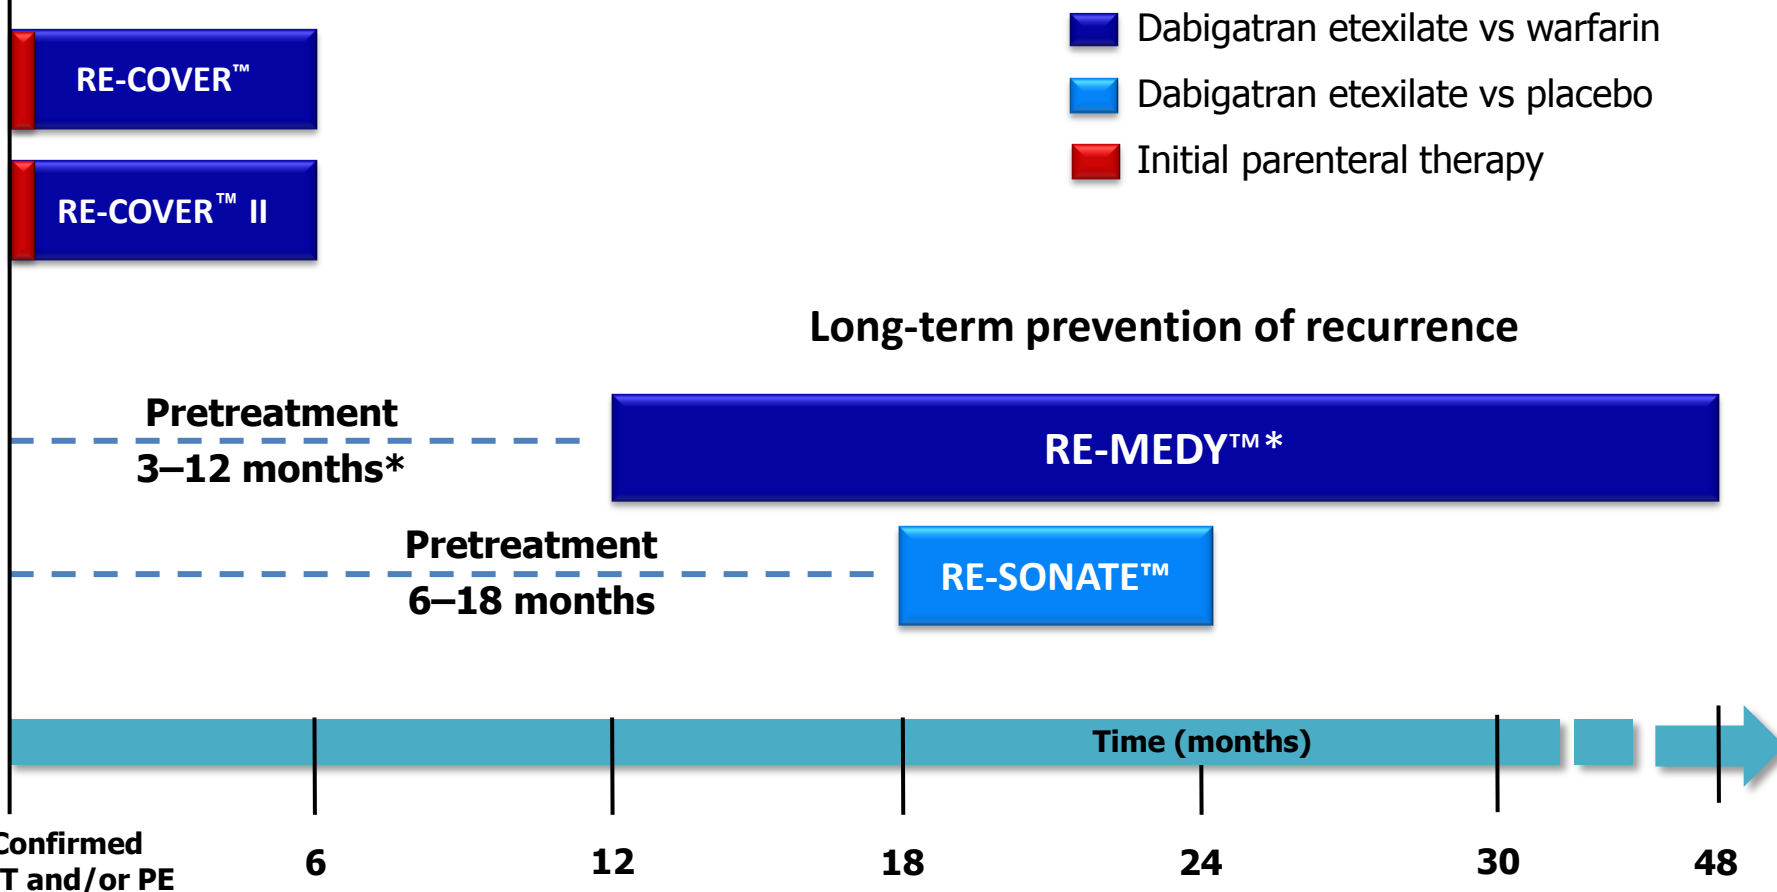 Dabigatran etexilate vs warfarin
RE-COVER™
Dabigatran etexilate vs placebo
Initial parenteral therapy
RE-COVER™ II
Long-term prevention of recurrence
Pretreatment
3–12 months*
RE-MEDY™*
Pretreatment
6–18 months
RE-SONATE™
Time (months)
Confirmed
T and/or PE
6
12
18
24
30
48